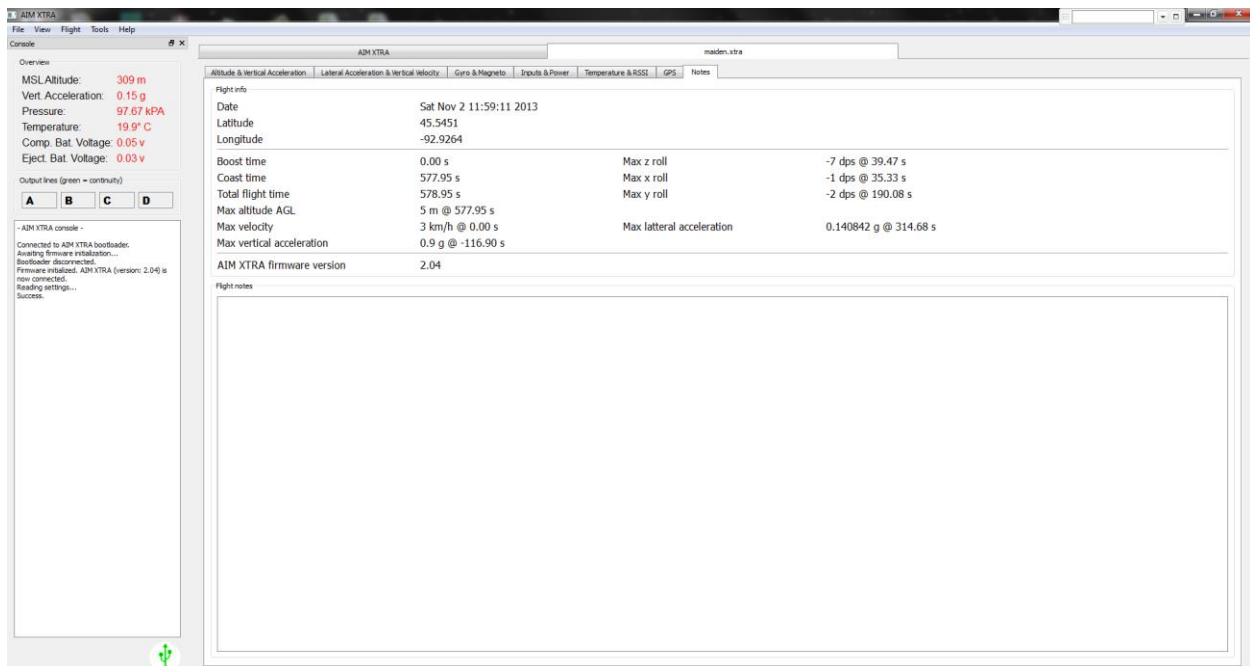 AIM XTRA
File View Flight Tools Help
Console
Overview
MSL Altitude: 309 m
Vert. Acceleration: 0.15 g
Pressure: 97.67 kPA
Temperature: 19.9° C
Comp. Bat. Voltage: 0.05 v
Eject. Bat. Voltage: 0.03 v
Output lines (green = continuity)
A B C D
- AIM XTRA console -
Connected to AIM XTRA bootloader.
Awaiting firmware initialization...
Bootloader disconnected.
Firmware initialized. AIM XTRA (version: 2.04) is
now connected.
Reading settings...
Success.
AIM XTRA maiden.xtra
Altitude & Vertical Acceleration Lateral Acceleration & Vertical Velocity Gyro & Magneto Inputs & Power Temperature & RSSI GPS Notes
Flight info
Date Sat Nov 2 11:59:11 2013
Latitude 45.5451
Longitude -92.9264
Boost time 0.00 s Max z roll -7 dps @ 39.47 s
Coast time 577.95 s Max x roll -1 dps @ 35.33 s
Total flight time 578.95 s Max y roll -2 dps @ 190.08 s
Max altitude AGL 5 m @ 577.95 s
Max velocity 3 km/h @ 0.00 s Max latteral acceleration 0.140842 g @ 314.68 s
Max vertical acceleration 0.9 g @ -116.90 s
AIM XTRA firmware version 2.04
Flight notes